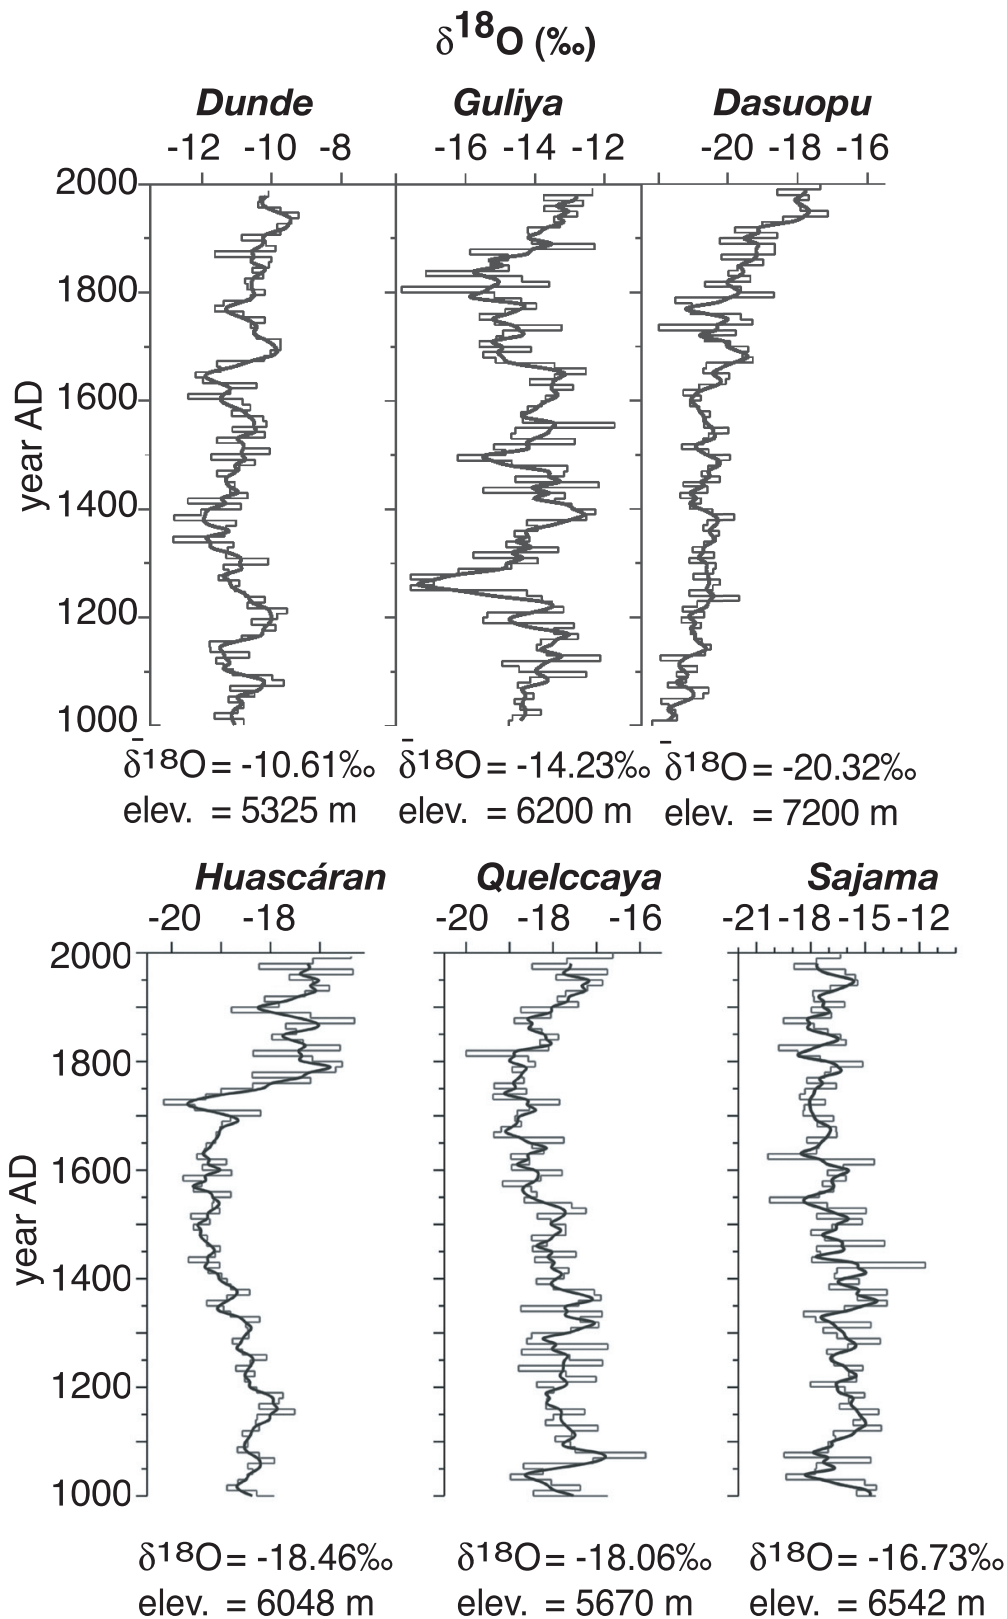 δ18O (‰)
Dunde Guliya Dasuopu
-12 -10 -8 -16 -14 -12 -20 -18 -16
2000
1800
1600
1400
1200
1000
year AD
δ̄18O = -10.61‰ δ̄18O = -14.23‰ δ̄18O = -20.32‰
elev. = 5325 m elev. = 6200 m elev. = 7200 m
Huascáran Quelccaya Sajama
-20 -18 -20 -18 -16 -21 -18 -15 -12
2000
1800
1600
1400
1200
1000
year AD
δ18O = -18.46‰ δ18O = -18.06‰ δ18O = -16.73‰
elev. = 6048 m elev. = 5670 m elev. = 6542 m